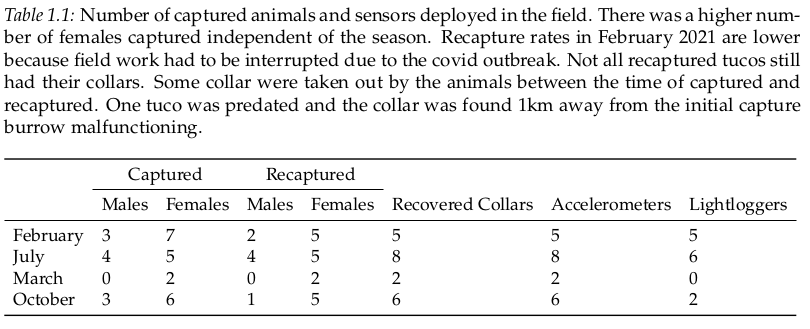 Table 1.1: Number of captured animals and sensors deployed in the field. There was a higher num-
ber of females captured independent of the season. Recapture rates in February 2021 are lower
because field work had to be interrupted due to the covid outbreak. Not all recaptured tucos still
had their collars. Some collar were taken out by the animals between the time of captured and
recaptured. One tuco was predated and the collar was found 1km away from the initial capture
burrow malfunctioning.
Captured Recaptured
Males Females Males Females Recovered Collars Accelerometers Lightloggers
February 3 7 2 5 5 5 5
July 4 5 4 5 8 8 6
March 0 2 0 2 2 2 0
October 3 6 1 5 6 6 2